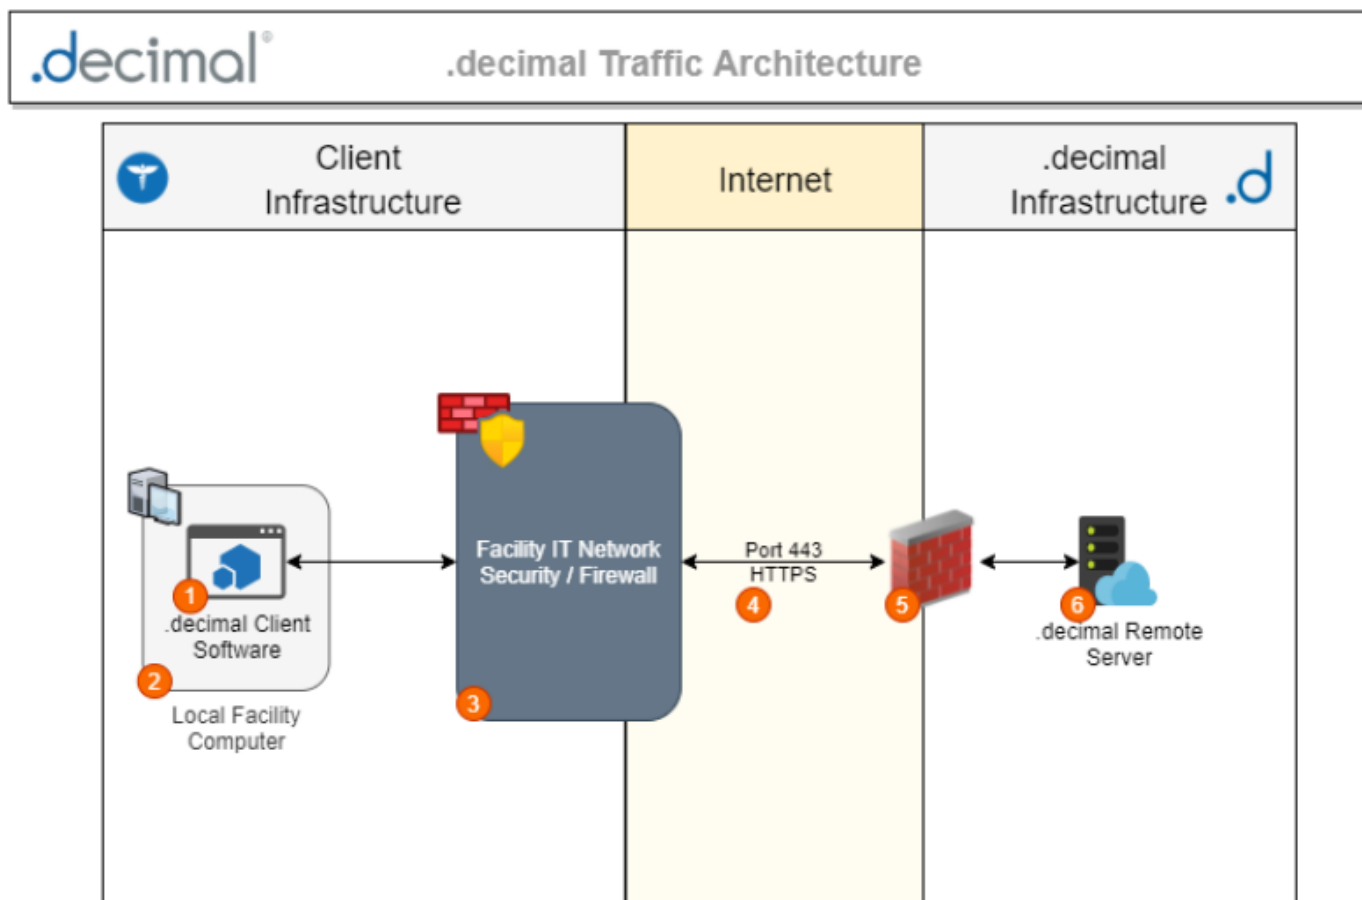 .decimal®
.decimal Traffic Architecture
Client
Infrastructure
Internet
.decimal
Infrastructure
.d
Facility IT Network
Security / Firewall
Port 443
HTTPS
1
4
5
6
.decimal Client
Software
.decimal Remote
Server
2
3
Local Facility
Computer